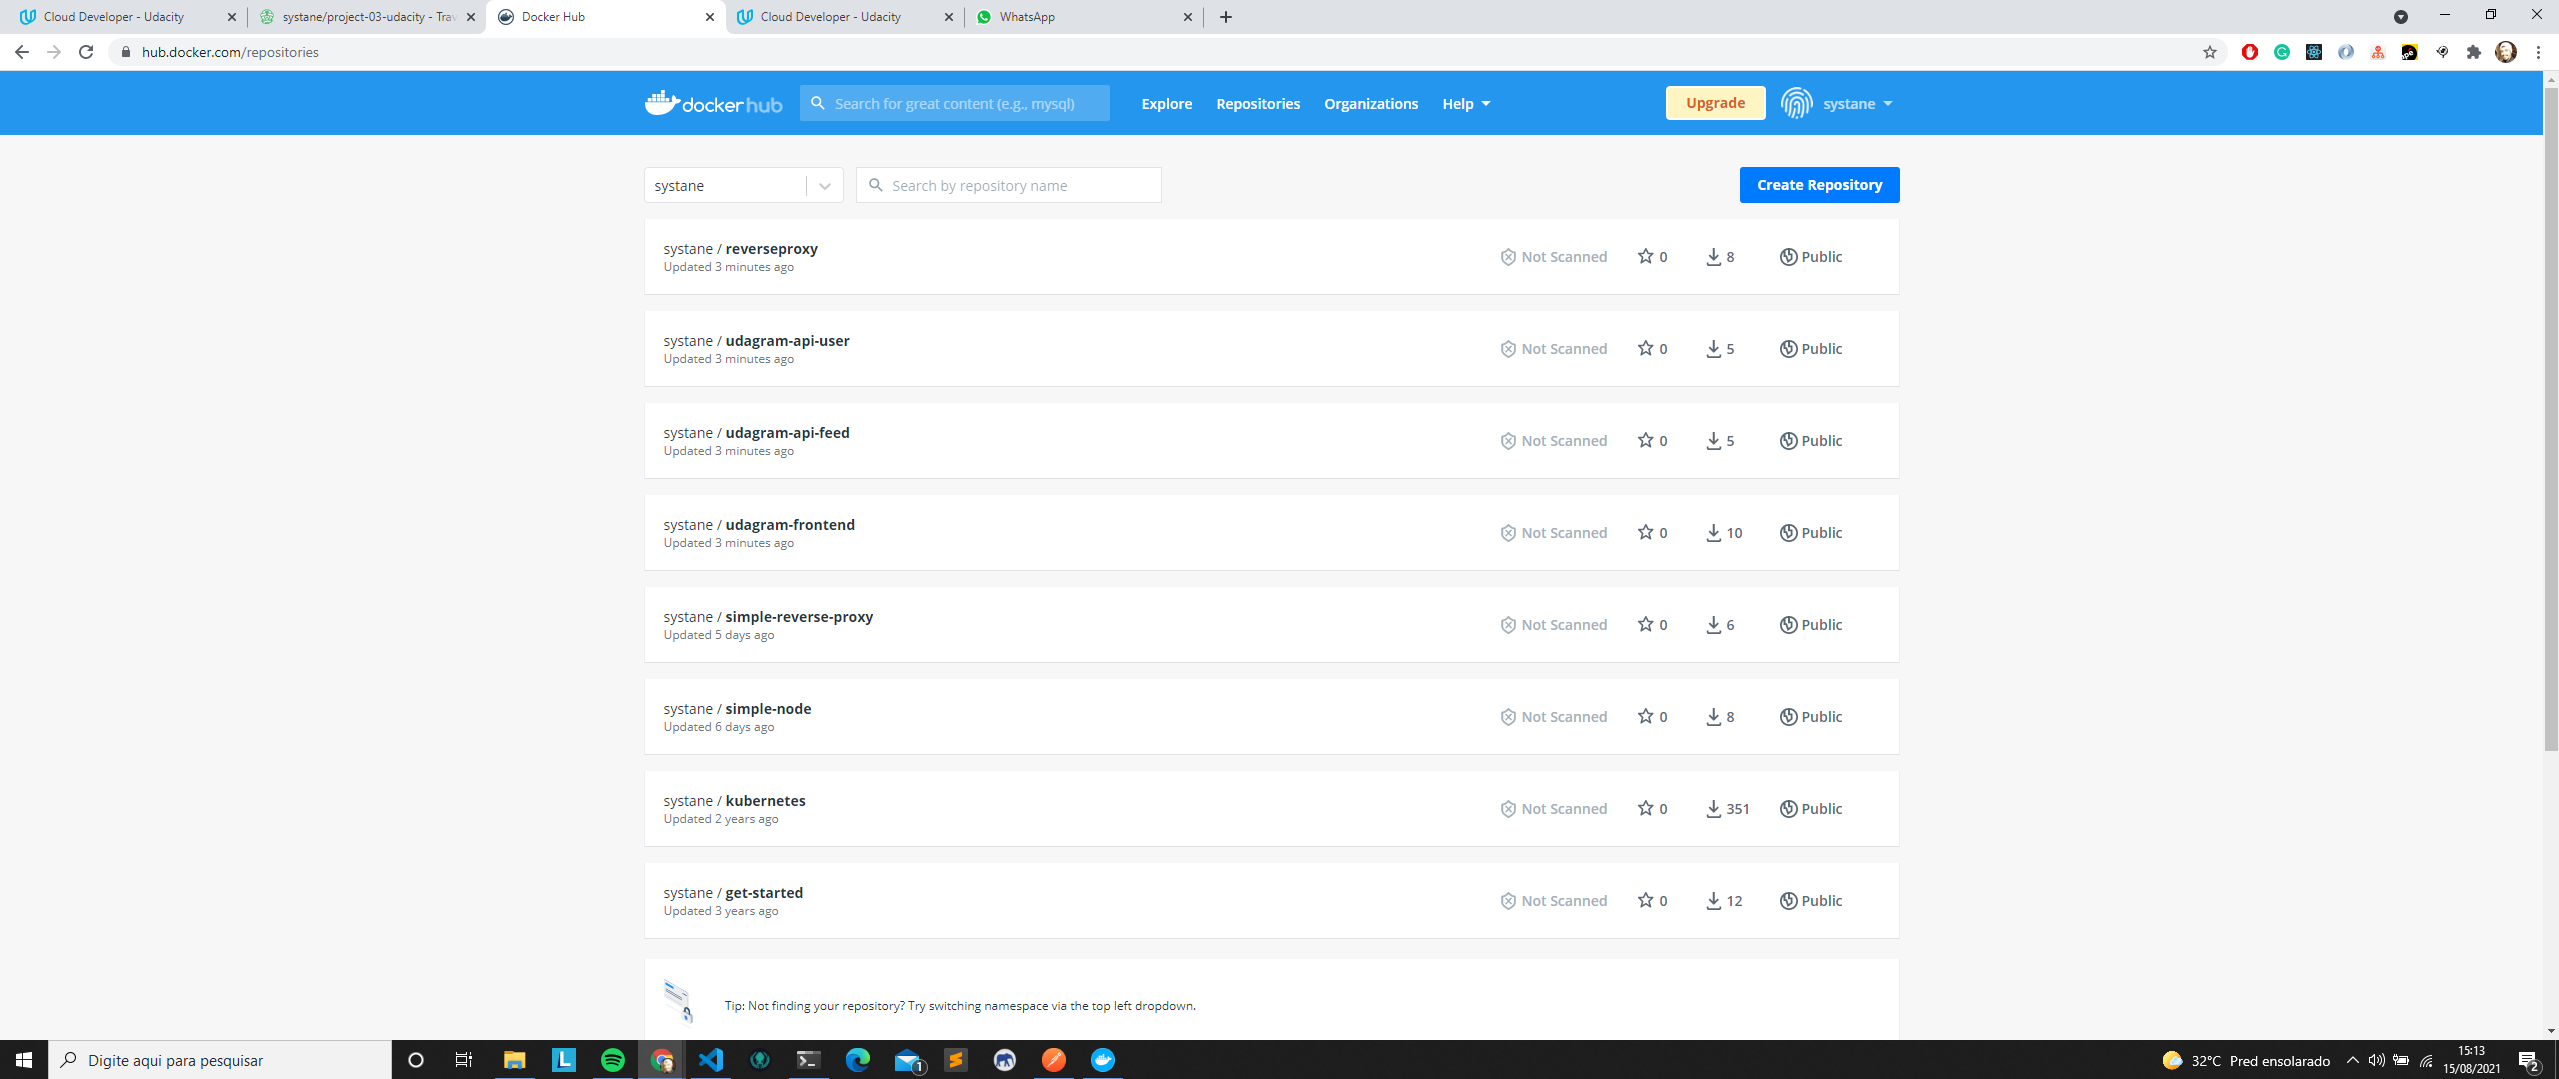 Cloud Developer - Udacity
systane/project-03-udacity - Trav
Docker Hub
Cloud Developer - Udacity
WhatsApp
hub.docker.com/repositories
docker hub
Search for great content (e.g., mysql)
Explore
Repositories
Organizations
Help
Upgrade
systane
systane
Search by repository name
Create Repository
systane / reverseproxy
Updated 3 minutes ago
Not Scanned
0
8
Public
systane / udagram-api-user
Updated 3 minutes ago
Not Scanned
0
5
Public
systane / udagram-api-feed
Updated 3 minutes ago
Not Scanned
0
5
Public
systane / udagram-frontend
Updated 3 minutes ago
Not Scanned
0
10
Public
systane / simple-reverse-proxy
Updated 5 days ago
Not Scanned
0
6
Public
systane / simple-node
Updated 6 days ago
Not Scanned
0
8
Public
systane / kubernetes
Updated 2 years ago
Not Scanned
0
351
Public
systane / get-started
Updated 3 years ago
Not Scanned
0
12
Public
Tip: Not finding your repository? Try switching namespace via the top left dropdown.
Digite aqui para pesquisar
L
1
32°C Pred ensolarado
15:13
15/08/2021
2